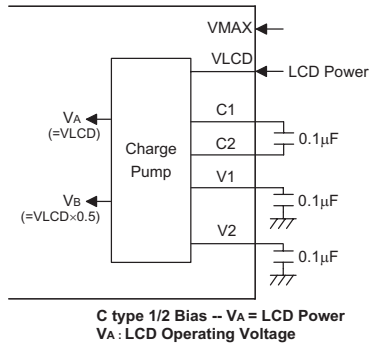 VMAX
VLCD
LCD Power
VA
(=VLCD)
C1
C2
0.1μF
Charge
Pump
V1
VB
(=VLCD×0.5)
0.1μF
V2
0.1μF
C type 1/2 Bias -- VA = LCD Power
VA : LCD Operating Voltage